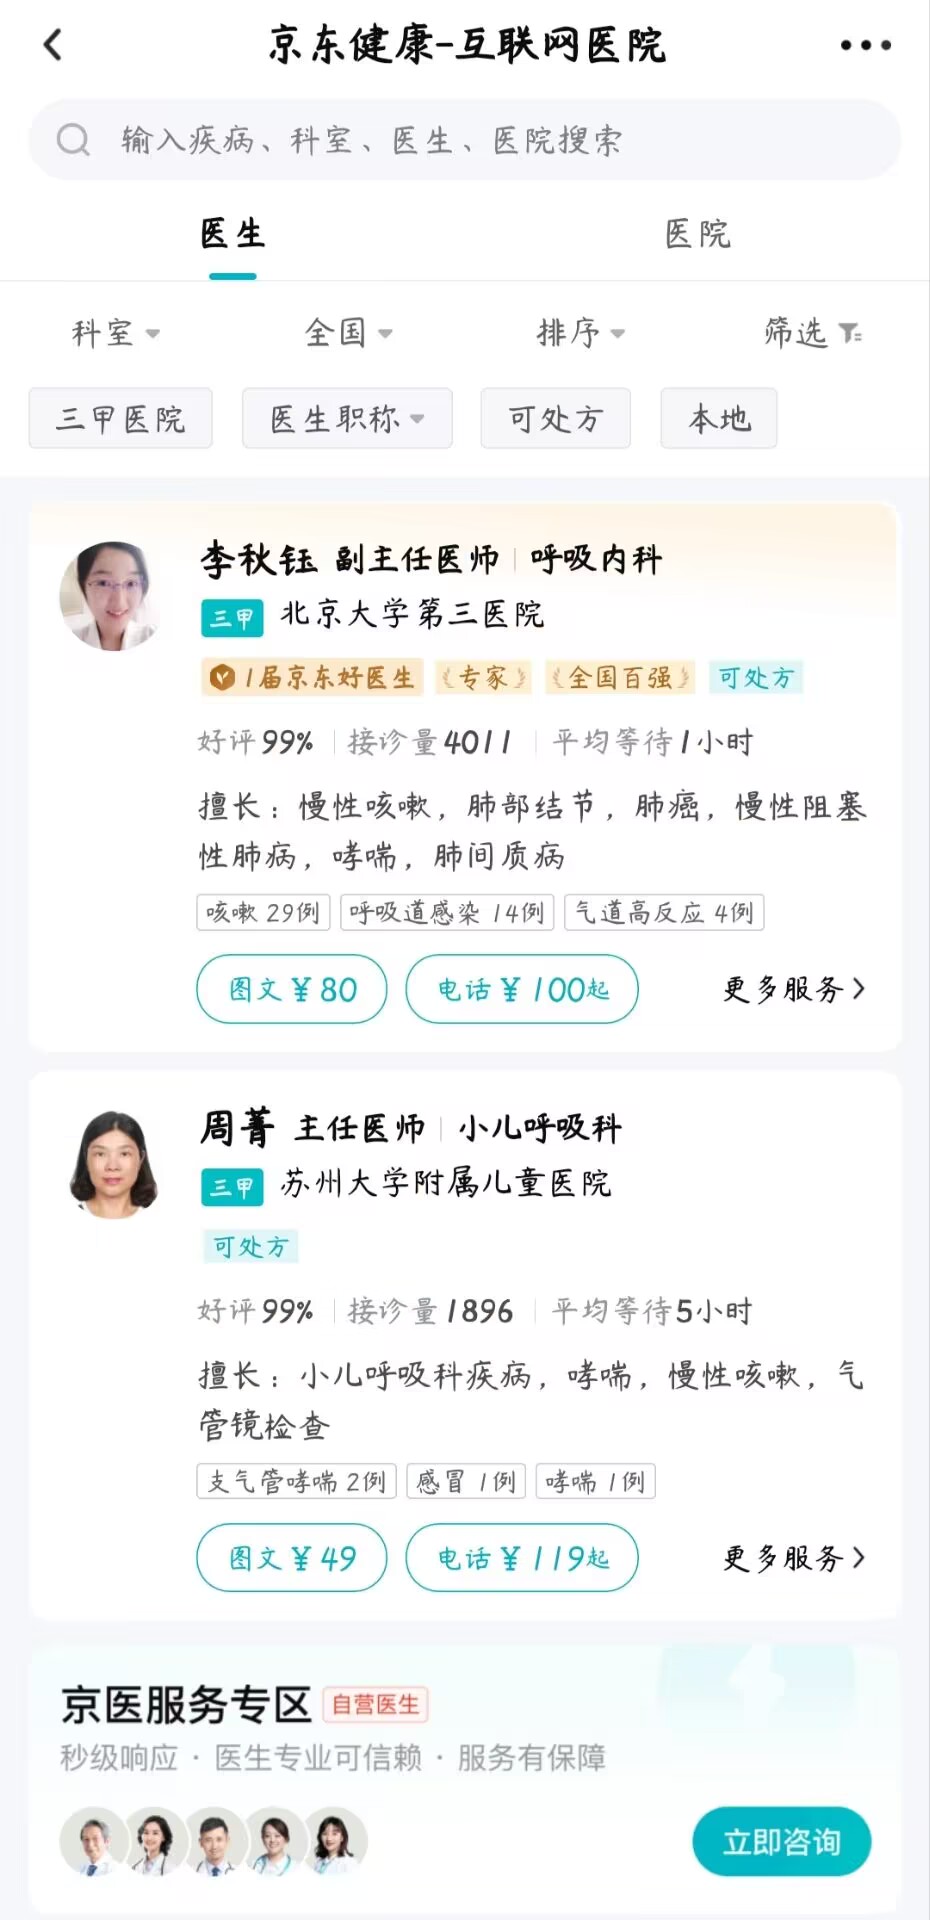 京东健康-互联网医院
输入疾病、科室、医生、医院搜索
医生 医院
科室 全国 排序 筛选
三甲医院 医生职称 可处方 本地
李秋钰 副主任医师 呼吸内科
三甲 北京大学第三医院
1届京东好医生 专家 全国百强 可处方
好评99% 接诊量4011 平均等待1小时
擅长：慢性咳嗽，肺部结节，肺癌，慢性阻塞
性肺病，哮喘，肺间质病
咳嗽 29例 呼吸道感染 14例 气道高反应 4例
图文￥80 电话￥100起 更多服务
周菁 主任医师 小儿呼吸科
三甲 苏州大学附属儿童医院
可处方
好评99% 接诊量1896 平均等待5小时
擅长：小儿呼吸科疾病，哮喘，慢性咳嗽，气
管镜检查
支气管哮喘 2例 感冒 1例 哮喘 1例
图文￥49 电话￥119起 更多服务
京医服务专区 自营医生
秒级响应 · 医生专业可信赖 · 服务有保障
立即咨询